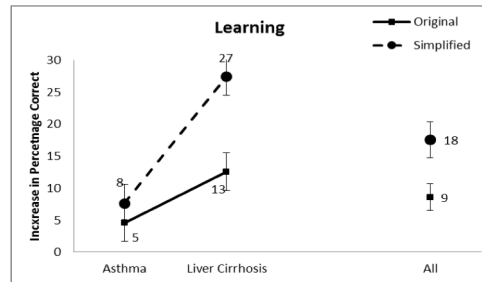 Learning
Original
Simplified
Incxrease in Percetnage Correct
30
25
20
15
10
5
0
27
8
13
5
18
9
Asthma
Liver Cirrhosis
All